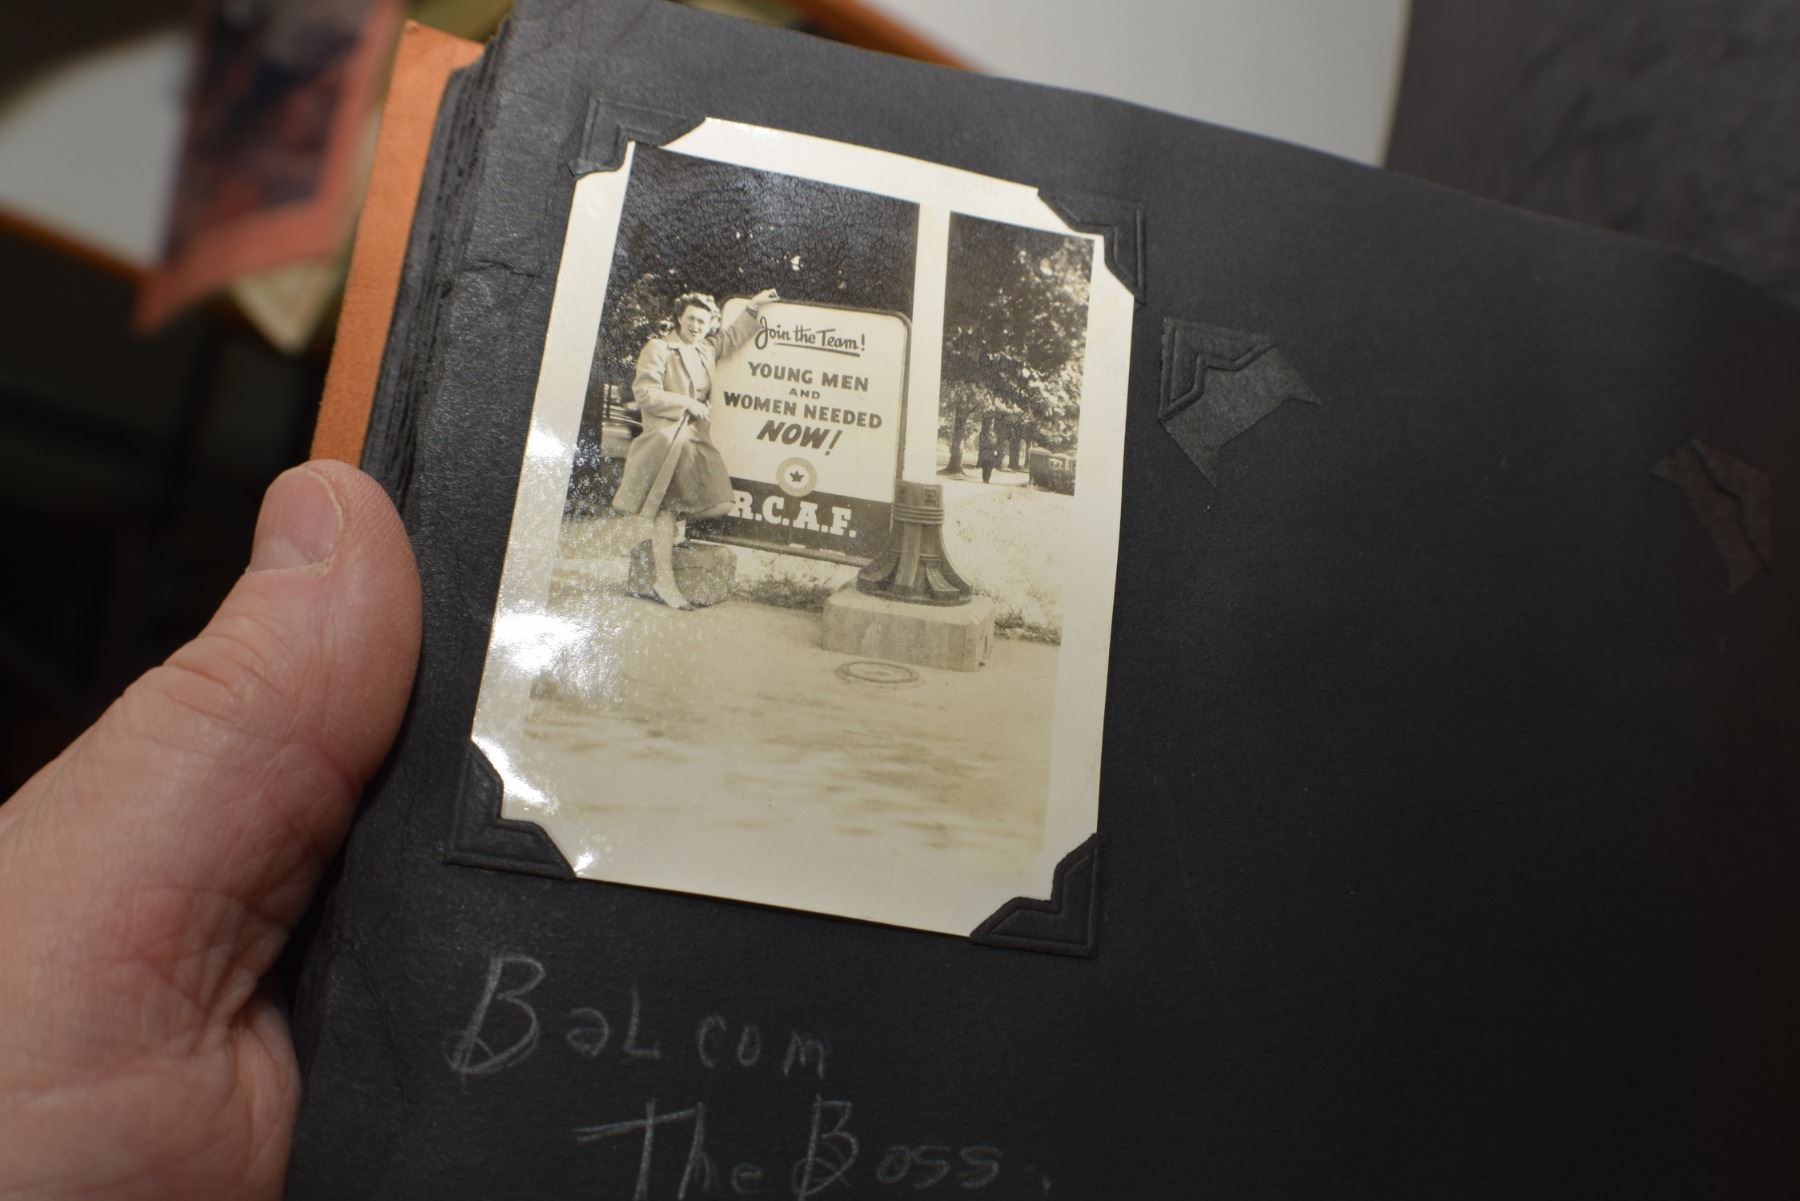 Join the Team!
YOUNG MEN
AND
WOMEN NEEDED
NOW!
R.C.A.F.
BaLcom
The Boss.